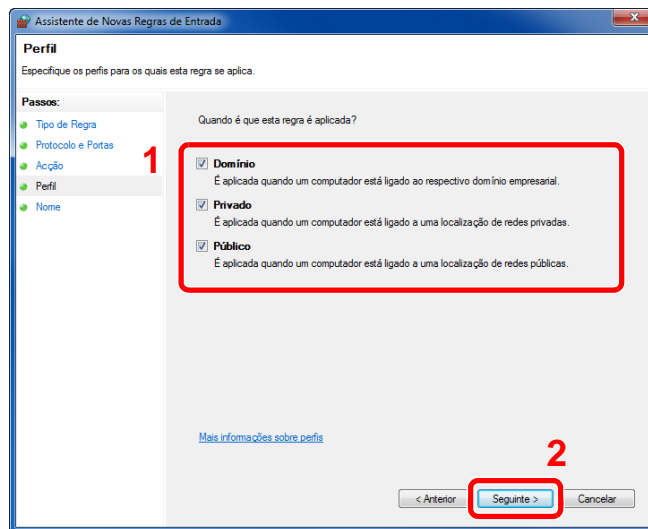 Assistente de Novas Regras de Entrada
Perfil
Especifique os perfis para os quais esta regra se aplica.
Passos:
Tipo de Regra
Protocolo e Portas
Acção
Perfil
Nome
Quando é que esta regra é aplicada?
1
Domínio
É aplicada quando um computador está ligado ao respectivo domínio empresarial.
Privado
É aplicada quando um computador está ligado a uma localização de redes privadas.
Público
É aplicada quando um computador está ligado a uma localização de redes públicas.
Mais informações sobre perfis
2
< Anterior Seguinte > Cancelar